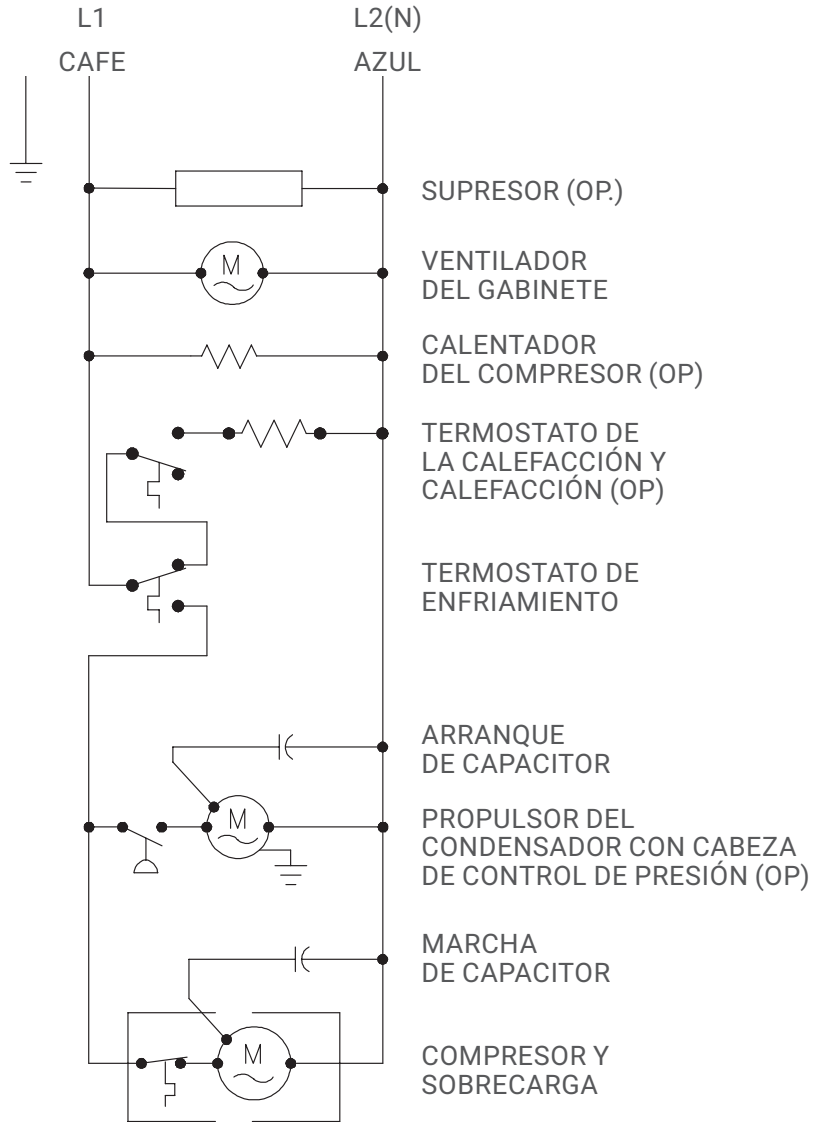 L1 L2(N)
CAFE AZUL
SUPRESOR (OP.)
M
VENTILADOR
DEL GABINETE
CALENTADOR
DEL COMPRESOR (OP)
TERMOSTATO DE
LA CALEFACCIÓN Y
CALEFACCIÓN (OP)
TERMOSTATO DE
ENFRIAMIENTO
ARRANQUE
DE CAPACITOR
M
PROPULSOR DEL
CONDENSADOR CON CABEZA
DE CONTROL DE PRESIÓN (OP)
MARCHA
DE CAPACITOR
M
COMPRESOR Y
SOBRECARGA